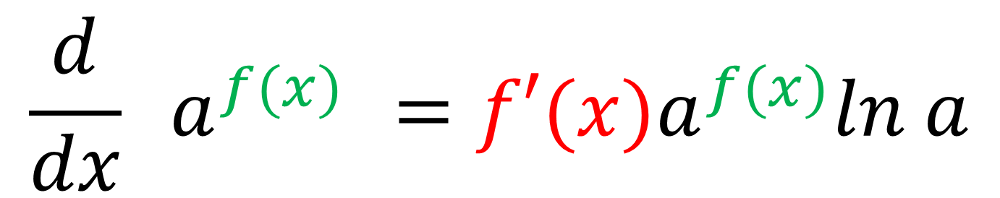 d/dx a^{f(x)} = f′(x)a^{f(x)} ln a